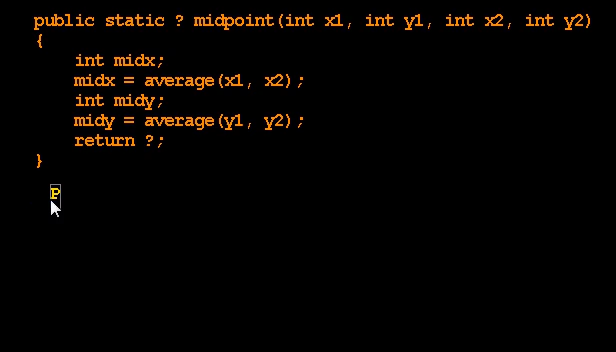 public static ? midpoint(int x1, int y1, int x2, int y2)
{
int midx;
midx = average(x1, x2);
int midy;
midy = average(y1, y2);
return ?;
}
P